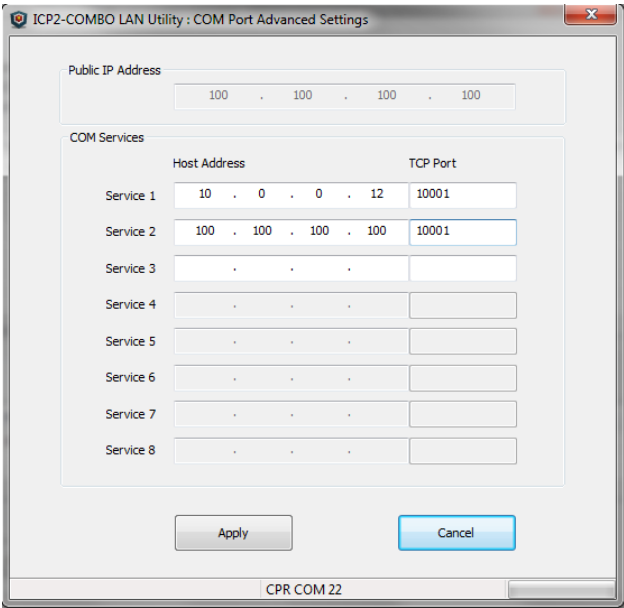 ICP2-COMBO LAN Utility : COM Port Advanced Settings
Public IP Address
100 . 100 . 100 . 100
COM Services
Host Address TCP Port
Service 1 10 . 0 . 0 . 12 10001
Service 2 100 . 100 . 100 . 100 10001
Service 3 . . .
Service 4 . . .
Service 5 . . .
Service 6 . . .
Service 7 . . .
Service 8 . . .
Apply Cancel
CPR COM 22